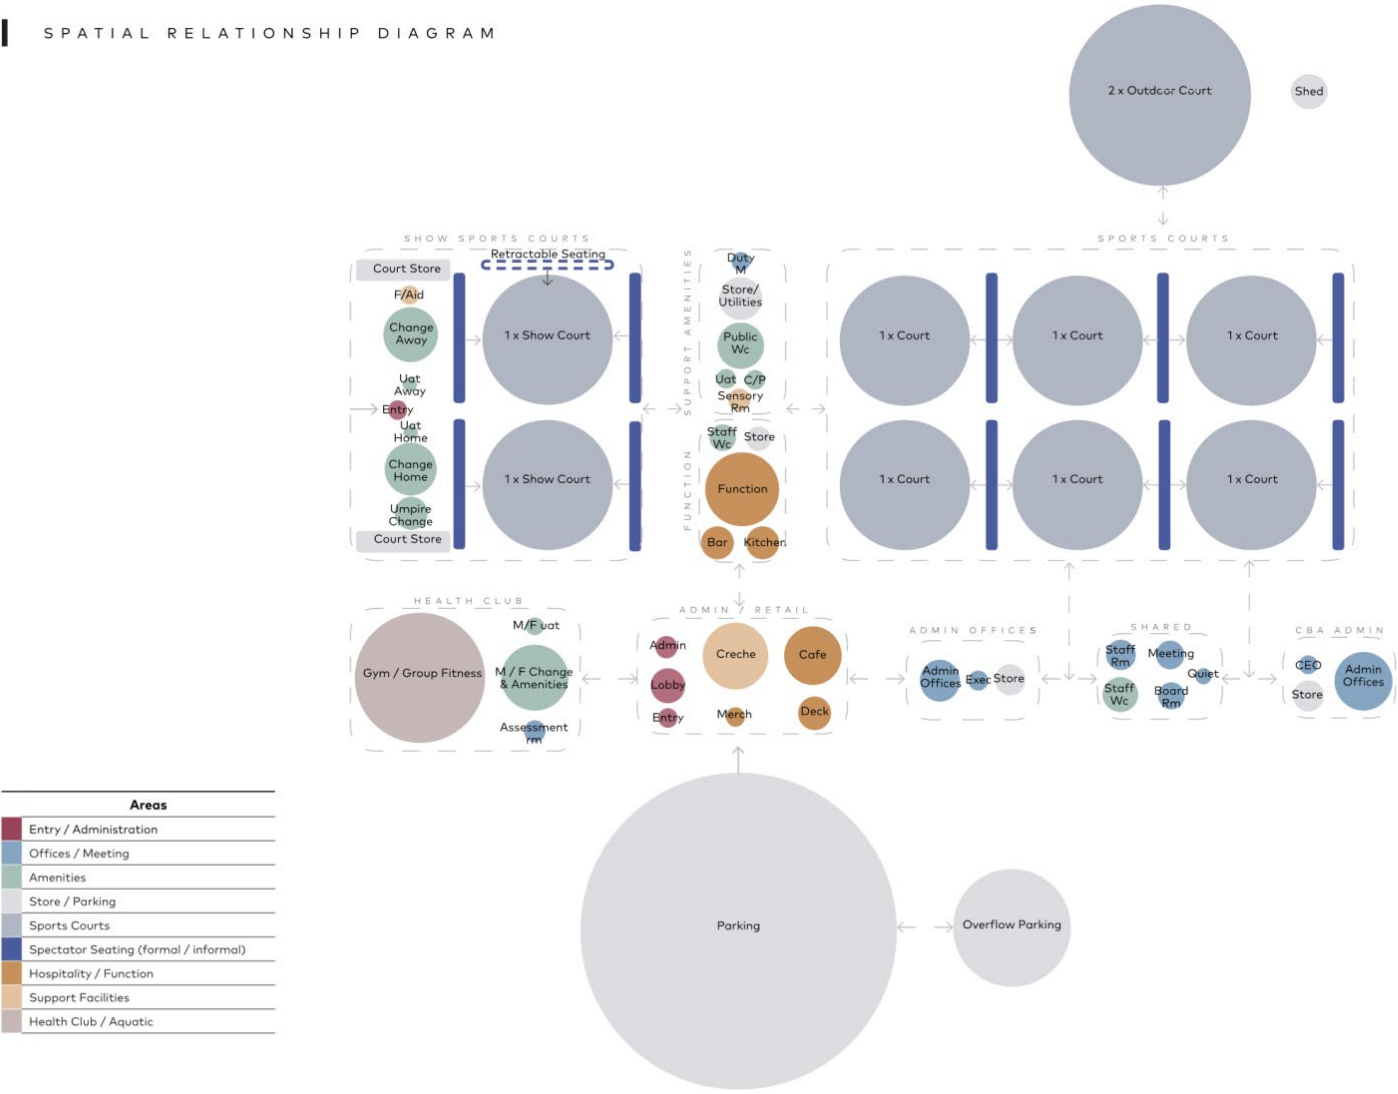 SPATIAL RELATIONSHIP DIAGRAM
2 x Outdoor Court
Shed
SHOW SPORTS COURTS
Retractable Seating
Court Store
F/Aid
Change
Away
Uat
Away
Entry
Uat
Home
Change
Home
Umpire
Change
Court Store
1 x Show Court
1 x Show Court
SUPPORT AMENITIES
Duty
M
Store/
Utilities
Public
Wc
Uat
C/P
Sensory
Rm
FUNCTION
Staff
Wc
Store
Function
Bar
Kitchen
SPORTS COURTS
1 x Court
1 x Court
1 x Court
1 x Court
1 x Court
1 x Court
HEALTH CLUB
Gym / Group Fitness
M/F uat
M / F Change
& Amenities
Assessment
rm
ADMIN / RETAIL
Admin
Lobby
Entry
Creche
Merch
Cafe
Deck
ADMIN OFFICES
Admin
Offices
Exec
Store
SHARED
Staff
Rm
Meeting
Quiet
Staff
Wc
Board
Rm
CBA ADMIN
CEO
Store
Admin
Offices
Parking
Overflow Parking
Areas
Entry / Administration
Offices / Meeting
Amenities
Store / Parking
Sports Courts
Spectator Seating (formal / informal)
Hospitality / Function
Support Facilities
Health Club / Aquatic